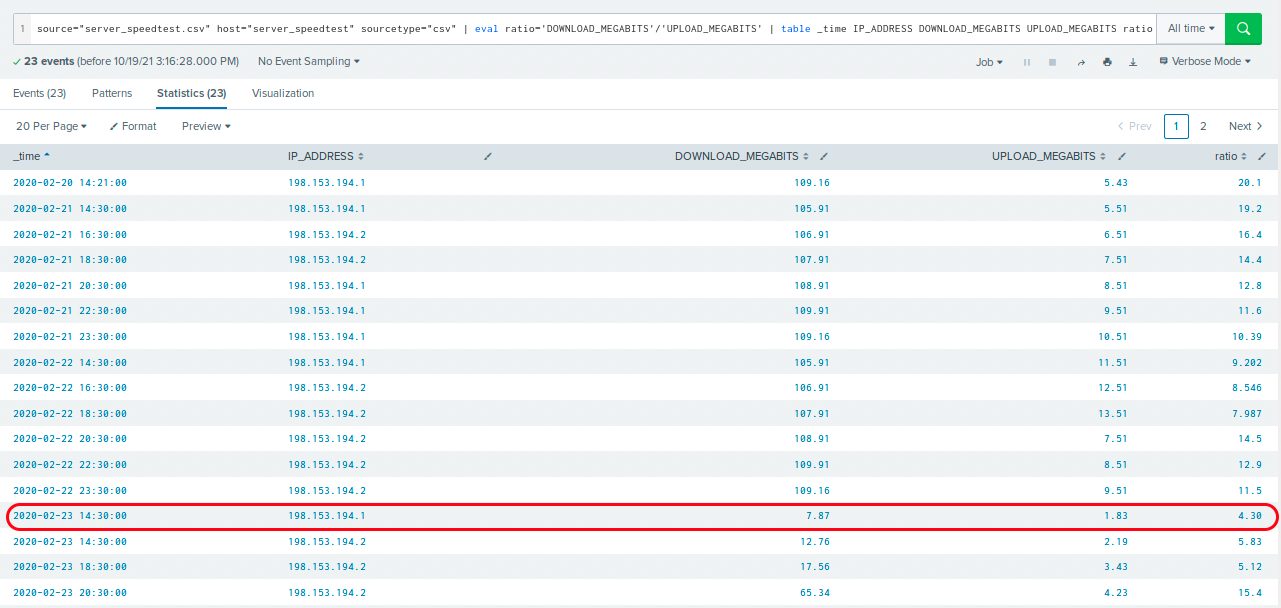 1 source="server_speedtest.csv" host="server_speedtest" sourcetype="csv" | eval ratio='DOWNLOAD_MEGABITS'/'UPLOAD_MEGABITS' | table _time IP_ADDRESS DOWNLOAD_MEGABITS UPLOAD_MEGABITS ratio All time
23 events (before 10/19/21 3:16:28.000 PM) No Event Sampling Job Verbose Mode
Events (23) Patterns Statistics (23) Visualization
20 Per Page Format Preview Prev 1 2 Next
_time IP_ADDRESS DOWNLOAD_MEGABITS UPLOAD_MEGABITS ratio
2020-02-20 14:21:00 198.153.194.1 109.16 5.43 20.1
2020-02-21 14:30:00 198.153.194.1 105.91 5.51 19.2
2020-02-21 16:30:00 198.153.194.2 106.91 6.51 16.4
2020-02-21 18:30:00 198.153.194.2 107.91 7.51 14.4
2020-02-21 20:30:00 198.153.194.1 108.91 8.51 12.8
2020-02-21 22:30:00 198.153.194.1 109.91 9.51 11.6
2020-02-21 23:30:00 198.153.194.1 109.16 10.51 10.39
2020-02-22 14:30:00 198.153.194.1 105.91 11.51 9.202
2020-02-22 16:30:00 198.153.194.2 106.91 12.51 8.546
2020-02-22 18:30:00 198.153.194.2 107.91 13.51 7.987
2020-02-22 20:30:00 198.153.194.2 108.91 7.51 14.5
2020-02-22 22:30:00 198.153.194.2 109.91 8.51 12.9
2020-02-22 23:30:00 198.153.194.2 109.16 9.51 11.5
2020-02-23 14:30:00 198.153.194.1 7.87 1.83 4.30
2020-02-23 14:30:00 198.153.194.2 12.76 2.19 5.83
2020-02-23 18:30:00 198.153.194.2 17.56 3.43 5.12
2020-02-23 20:30:00 198.153.194.2 65.34 4.23 15.4